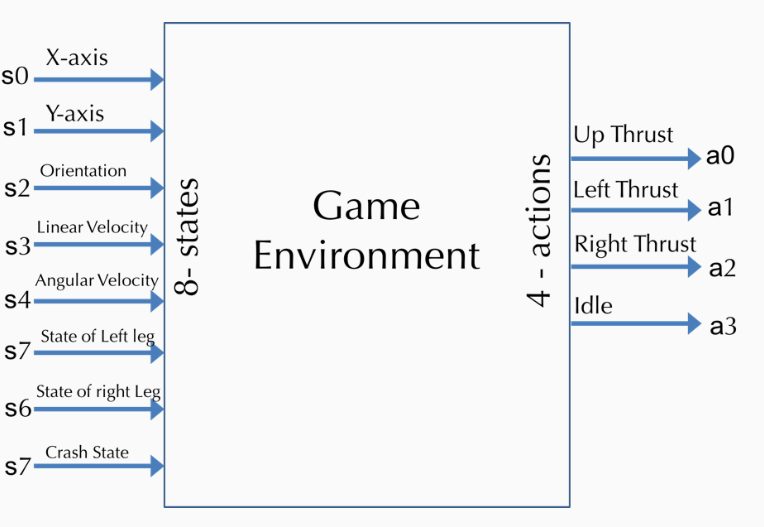 s0 X-axis
s1 Y-axis
s2 Orientation
s3 Linear Velocity
s4 Angular Velocity
s7 State of Left leg
s6 State of right Leg
s7 Crash State
8- states
Game
Environment
4 - actions
Up Thrust a0
Left Thrust a1
Right Thrust a2
Idle a3